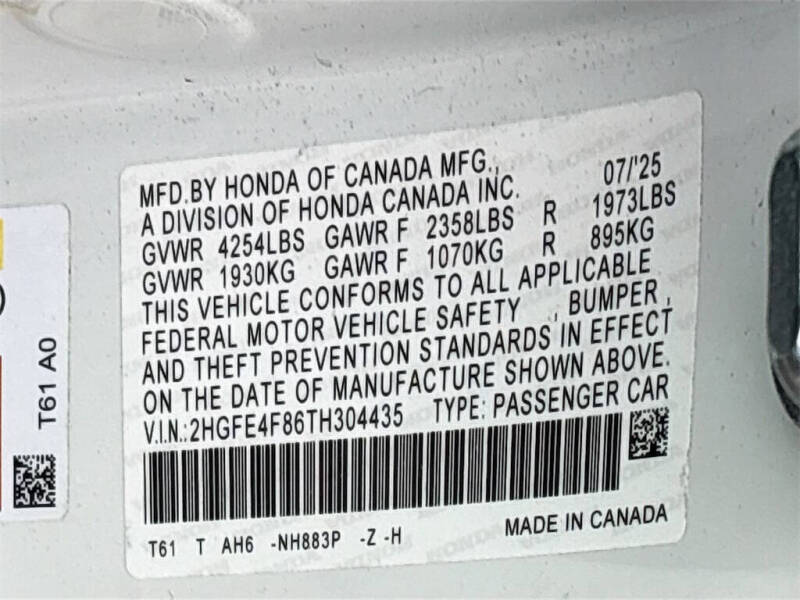 MFD.BY HONDA OF CANADA MFG., 07/'25
A DIVISION OF HONDA CANADA INC.
GVWR 4254LBS GAWR F 2358LBS R 1973LBS
GVWR 1930KG GAWR F 1070KG R 895KG
THIS VEHICLE CONFORMS TO ALL APPLICABLE
FEDERAL MOTOR VEHICLE SAFETY , BUMPER ,
AND THEFT PREVENTION STANDARDS IN EFFECT
ON THE DATE OF MANUFACTURE SHOWN ABOVE.
V.I.N.:2HGFE4F86TH304435 TYPE: PASSENGER CAR
T61 T AH6 -NH883P -Z -H MADE IN CANADA
T61 A0